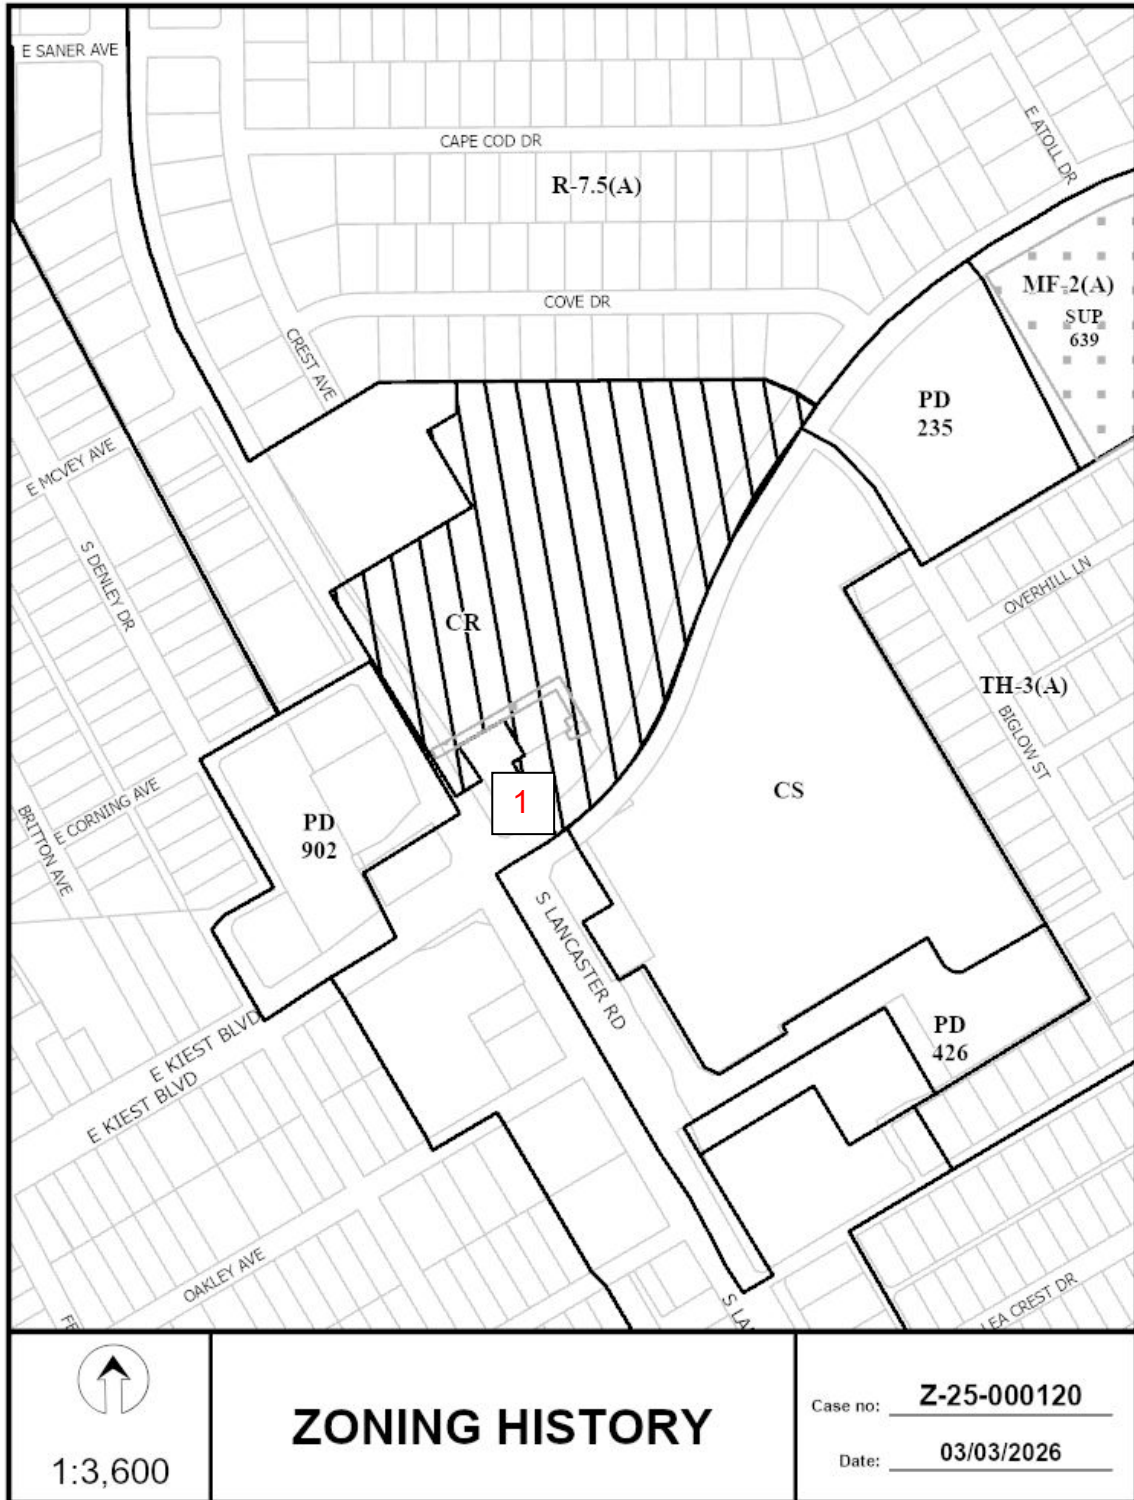 E SANER AVE
CAPE COD DR
E ATOLL DR
R-7.5(A)
MF-2(A)
SUP
639
COVE DR
CREST AVE
PD
235
E MCVEY AVE
S DENLEY DR
OVERHILL LN
CR
TH-3(A)
BIGLOW ST
CS
1
E CORNING AVE
BRITTON AVE
PD
902
S LANCASTER RD
PD
426
E KIEST BLVD
E KIEST BLVD
OAKLEY AVE
LEA CREST DR
S LA
1:3,600
ZONING HISTORY
Case no: Z-25-000120
Date: 03/03/2026